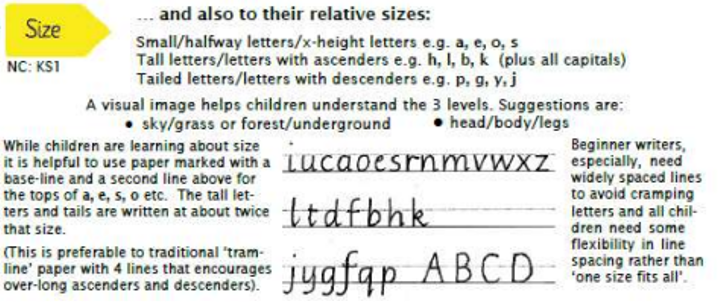 Size
NC: KS1
... and also to their relative sizes:
Small/halfway letters/x-height letters e.g. a, e, o, s
Tall letters/letters with ascenders e.g. h, l, b, k (plus all capitals)
Tailed letters/letters with descenders e.g. p, g, y, j
A visual image helps children understand the 3 levels. Suggestions are:
• sky/grass or forest/underground • head/body/legs
While children are learning about size
it is helpful to use paper marked with a
base-line and a second line above for
the tops of a, e, s, o etc. The tall let-
ters and tails are written at about twice
that size.
(This is preferable to traditional 'tram-
line' paper with 4 lines that encourages
over-long ascenders and descenders).
iucaoesrnmvwxz
ltdfbhk
jygfqp A B C D
Beginner writers,
especially, need
widely spaced lines
to avoid cramping
letters and all chil-
dren need some
flexibility in line
spacing rather than
'one size fits all'.